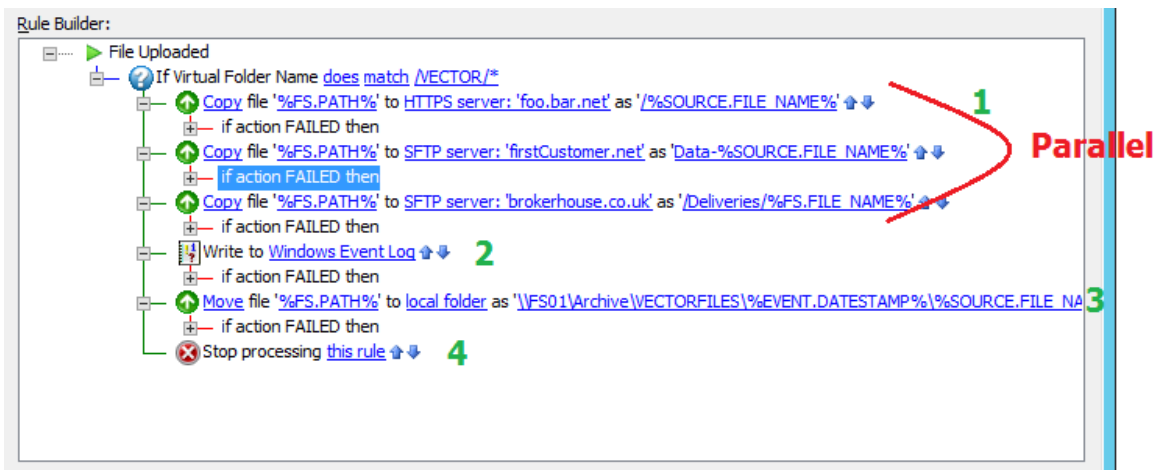 Rule Builder:
File Uploaded
If Virtual Folder Name does match /VECTOR/*
Copy file '%FS.PATH%' to HTTPS server: 'foo.bar.net' as '/%SOURCE.FILE_NAME%' 1
if action FAILED then
Copy file '%FS.PATH%' to SFTP server: 'firstCustomer.net' as 'Data-%SOURCE.FILE_NAME%' Parallel
if action FAILED then
Copy file '%FS.PATH%' to SFTP server: 'brokerhouse.co.uk' as '/Deliveries/%FS.FILE_NAME%'
if action FAILED then
Write to Windows Event Log 2
if action FAILED then
Move file '%FS.PATH%' to local folder as '\\FS01\Archive\VECTORFILES\%EVENT.DATESTAMP%\%SOURCE.FILE_NA 3
if action FAILED then
Stop processing this rule 4